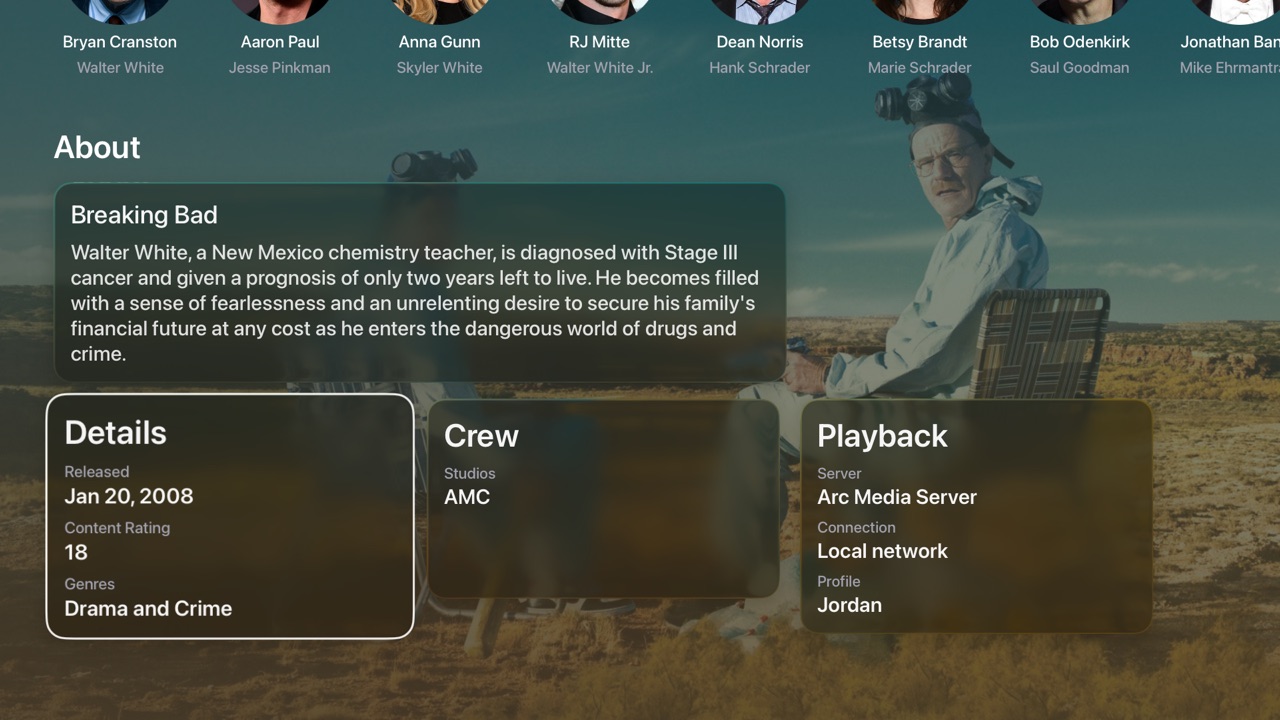 Bryan Cranston
Walter White
Aaron Paul
Jesse Pinkman
Anna Gunn
Skyler White
RJ Mitte
Walter White Jr.
Dean Norris
Hank Schrader
Betsy Brandt
Marie Schrader
Bob Odenkirk
Saul Goodman
Jonathan Ban
Mike Ehrmantra
About
Breaking Bad
Walter White, a New Mexico chemistry teacher, is diagnosed with Stage III
cancer and given a prognosis of only two years left to live. He becomes filled
with a sense of fearlessness and an unrelenting desire to secure his family's
financial future at any cost as he enters the dangerous world of drugs and
crime.
Details
Released
Jan 20, 2008
Content Rating
18
Genres
Drama and Crime
Crew
Studios
AMC
Playback
Server
Arc Media Server
Connection
Local network
Profile
Jordan